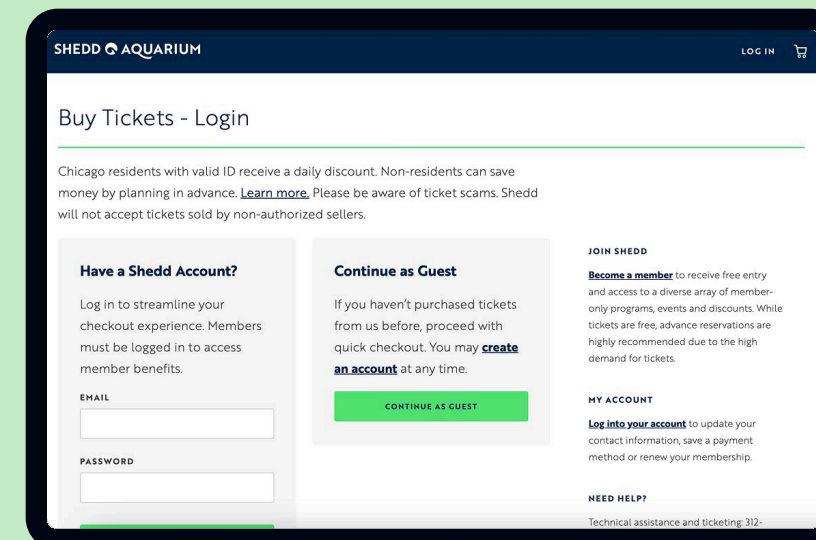 SHEDD AQUARIUM
LOG IN
Buy Tickets - Login
Chicago residents with valid ID receive a daily discount. Non-residents can save
money by planning in advance. Learn more. Please be aware of ticket scams. Shedd
will not accept tickets sold by non-authorized sellers.
Have a Shedd Account?
Log in to streamline your
checkout experience. Members
must be logged in to access
member benefits.
EMAIL
PASSWORD
Continue as Guest
If you haven't purchased tickets
from us before, proceed with
quick checkout. You may create
an account at any time.
CONTINUE AS GUEST
JOIN SHEDD
Become a member to receive free entry
and access to a diverse array of member-
only programs, events and discounts. While
tickets are free, advance reservations are
highly recommended due to the high
demand for tickets.
MY ACCOUNT
Log into your account to update your
contact information, save a payment
method or renew your membership.
NEED HELP?
Technical assistance and ticketing: 312-